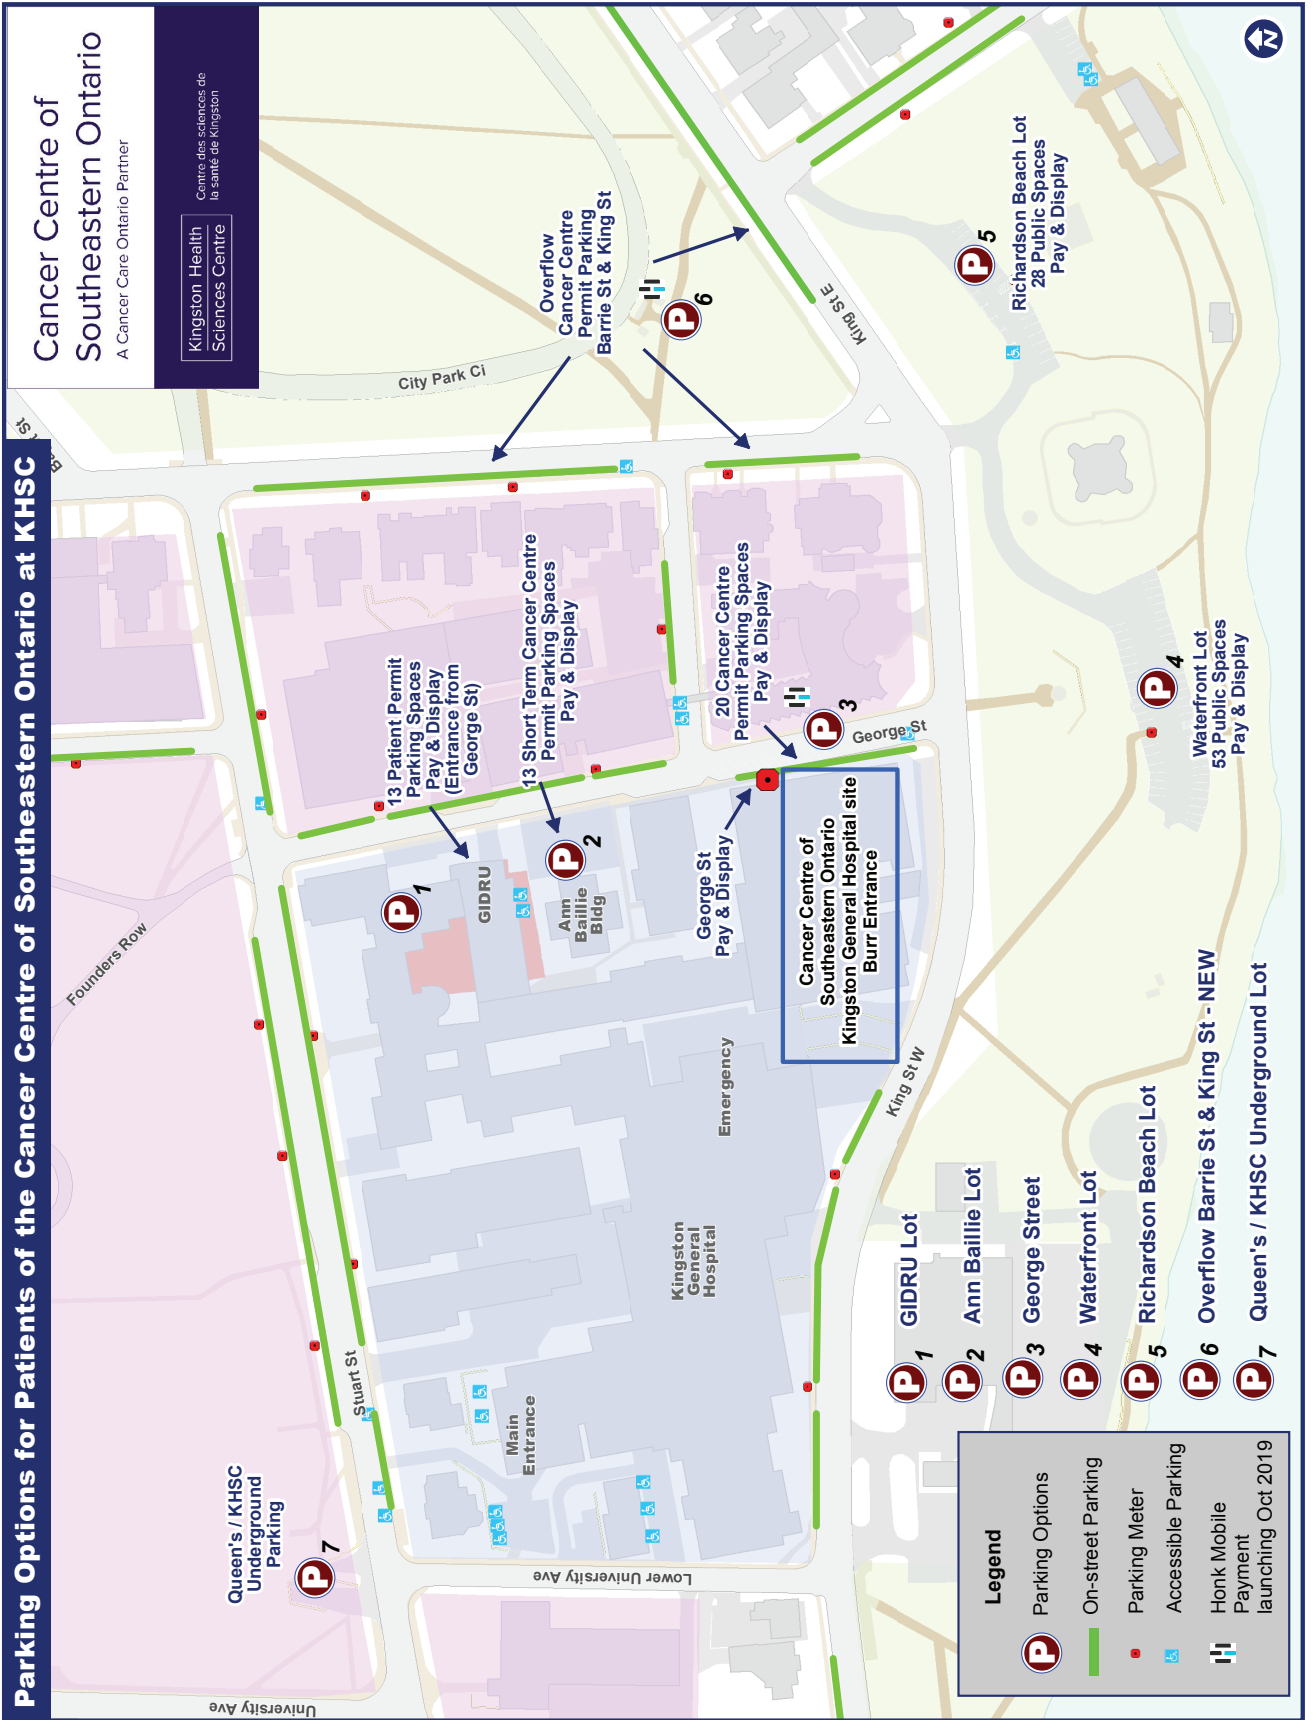 Parking Options for Patients of the Cancer Centre of Southeastern Ontario at KHSC
Cancer Centre of
Southeastern Ontario
A Cancer Care Ontario Partner
Kingston Health
Sciences Centre
Centre des sciences de
la santé de Kingston
Queen's / KHSC
Underground
Parking
P 7
University Ave
Lower University Ave
Stuart St
Founders Row
City Park Ci
King St E
George St
King St W
Main
Entrance
Kingston
General
Hospital
Emergency
P 1
GIDRU
Ann
Baillie
Bldg
P 2
13 Patient Permit
Parking Spaces
Pay & Display
(Entrance from
George St)
13 Short Term Cancer Centre
Permit Parking Spaces
Pay & Display
20 Cancer Centre
Permit Parking Spaces
Pay & Display
P 3
George St
Pay & Display
Cancer Centre of
Southeastern Ontario
Kingston General Hospital site
Burr Entrance
Overflow
Cancer Centre
Permit Parking
Barrie St & King St
P 6
P 5
Richardson Beach Lot
28 Public Spaces
Pay & Display
P 4
Waterfront Lot
53 Public Spaces
Pay & Display
N
P 1 GIDRU Lot
P 2 Ann Baillie Lot
P 3 George Street
P 4 Waterfront Lot
P 5 Richardson Beach Lot
P 6 Overflow Barrie St & King St - NEW
P 7 Queen's / KHSC Underground Lot
Legend
P Parking Options
On-street Parking
Parking Meter
Accessible Parking
Honk Mobile
Payment
launching Oct 2019